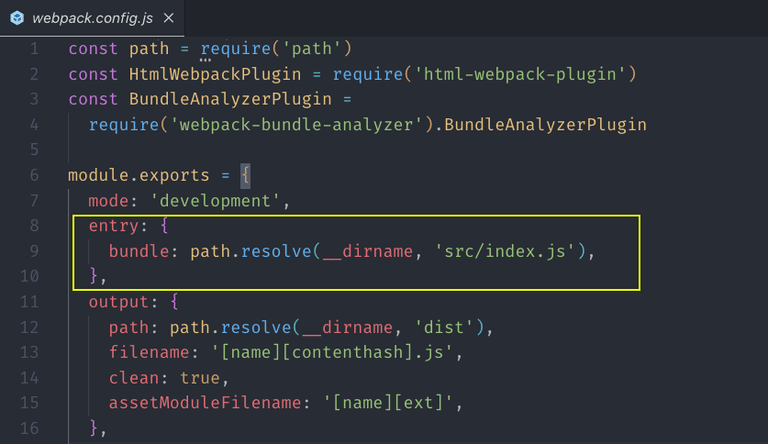 webpack.config.js ×
1 const path = require('path')
2 const HtmlWebpackPlugin = require('html-webpack-plugin')
3 const BundleAnalyzerPlugin =
4 require('webpack-bundle-analyzer').BundleAnalyzerPlugin
5
6 module.exports = {
7 mode: 'development',
8 entry: {
9 bundle: path.resolve(__dirname, 'src/index.js'),
10 },
11 output: {
12 path: path.resolve(__dirname, 'dist'),
13 filename: '[name][contenthash].js',
14 clean: true,
15 assetModuleFilename: '[name][ext]',
16 },